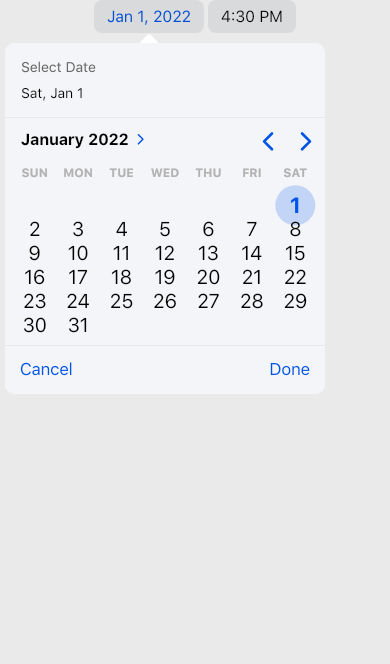 Jan 1, 2022 4:30 PM
Select Date
Sat, Jan 1
January 2022
SUN MON TUE WED THU FRI SAT
1
2 3 4 5 6 7 8
9 10 11 12 13 14 15
16 17 18 19 20 21 22
23 24 25 26 27 28 29
30 31
Cancel Done